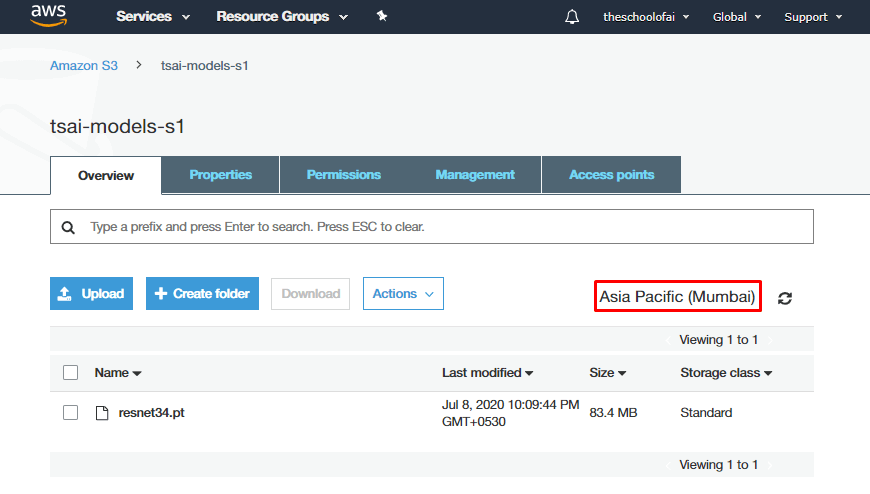 aws Services Resource Groups theschoolofai Global Support
Amazon S3 > tsai-models-s1
tsai-models-s1
Overview Properties Permissions Management Access points
Type a prefix and press Enter to search. Press ESC to clear.
Upload + Create folder Download Actions Asia Pacific (Mumbai)
Viewing 1 to 1
Name Last modified Size Storage class
resnet34.pt Jul 8, 2020 10:09:44 PM 83.4 MB Standard
GMT+0530
Viewing 1 to 1